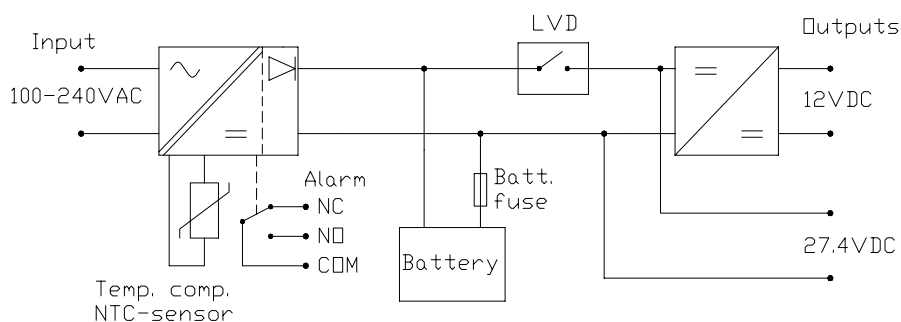 LVD
Outputs
Input
100-240VAC
12VDC
Alarm
NC
NO
COM
Batt.
fuse
27.4VDC
Battery
Temp. comp.
NTC-sensor